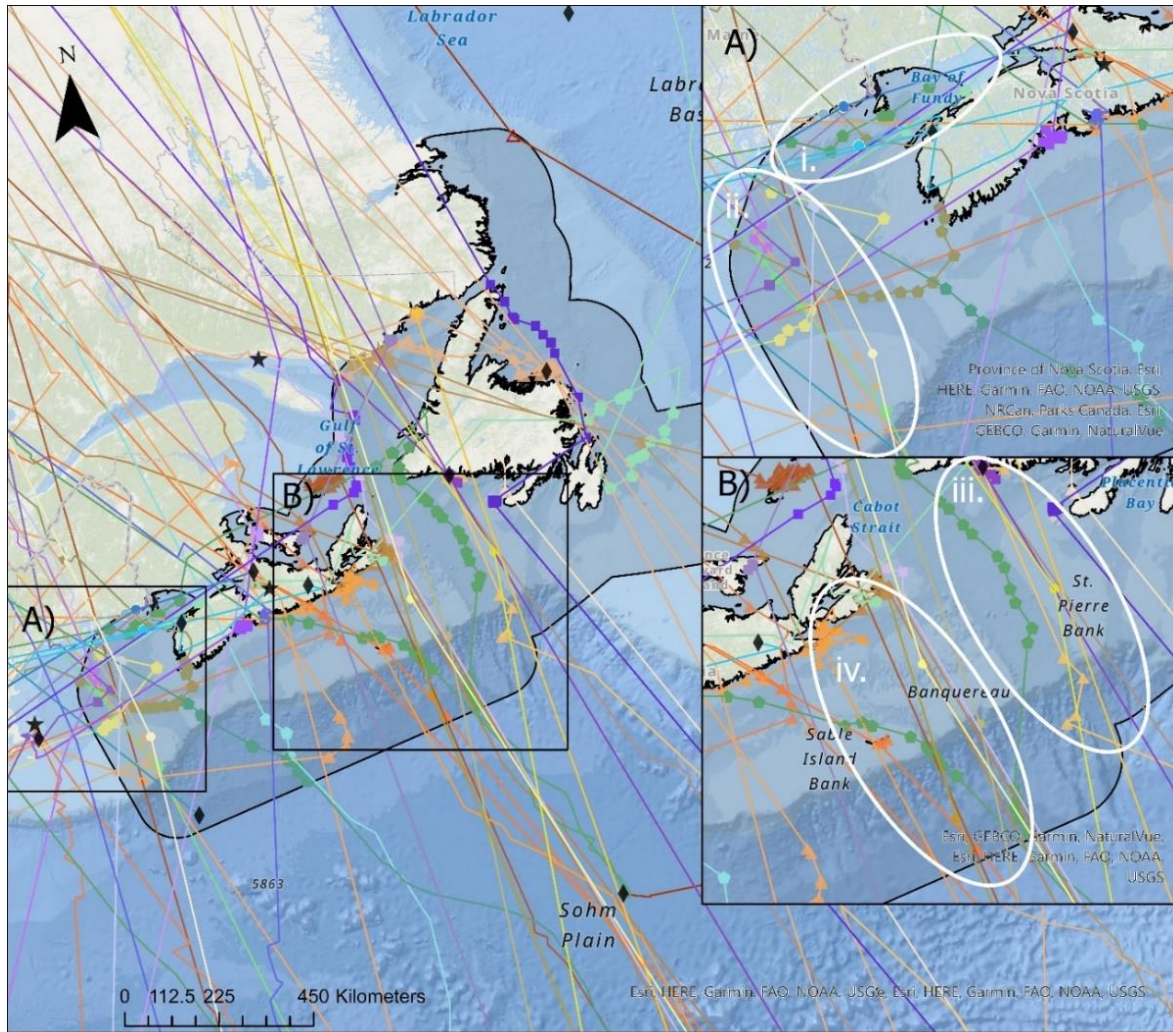 Labrador
Sea
N
Labra
Bas
Gulf
of St.
Lawrence
B)
A)
5863
Sohm
Plain
0 112.5 225 450 Kilometers
Esri, HERE, Garmin, FAO, NOAA, USGS, Esri, HERE, Garmin, FAO, NOAA, USGS
A)
Maine
Bay of
Fundy
Nova Scotia
i.
ii.
2
Province of Nova Scotia, Esri,
HERE, Garmin, FAO, NOAA, USGS
NRCan, Parks Canada, Esri,
GEBCO, Garmin, NaturalVue
B)
iii.
Placentia
Bay
Cabot
Strait
St.
Pierre
Bank
iv.
Banquereau
Sable
Island
Bank
Esri, GEBCO, Garmin, NaturalVue
Esri, HERE, Garmin, FAO, NOAA,
USGS